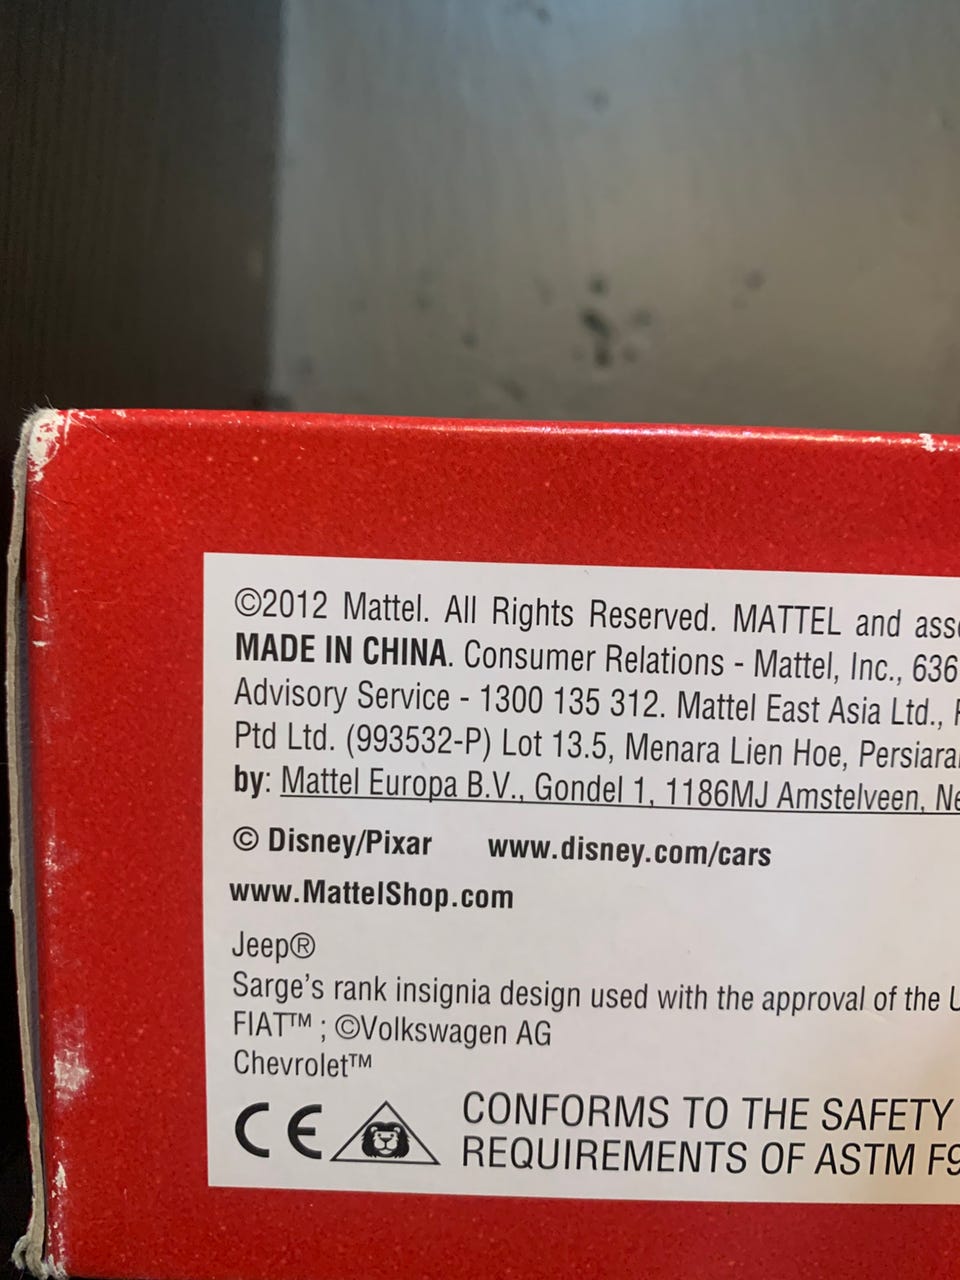 ©2012 Mattel. All Rights Reserved. MATTEL and
MADE IN CHINA. Consumer Relations - Mattel, Inc., 636
Advisory Service - 1300 135 312. Mattel East Asia Ltd.,
Ptd Ltd. (993532-P) Lot 13.5, Menara Lien Hoe,
by: Mattel Europa B.V., Gondel 1, 1186MJ Amstelveen,
© Disney/Pixar www.disney.com/cars
www.MattelShop.com
Jeep®
Sarge's rank insignia design used with the approval of the
FIAT™ ; ©Volkswagen AG
Chevrolet™
CE
CONFORMS TO THE SAFETY
REQUIREMENTS OF ASTM